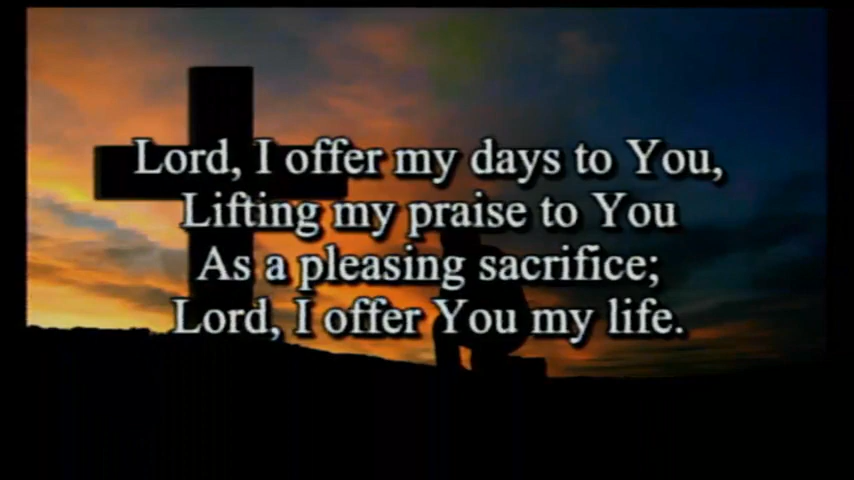 Lord, I offer my days to You,
Lifting my praise to You
As a pleasing sacrifice;
Lord, I offer You my life.